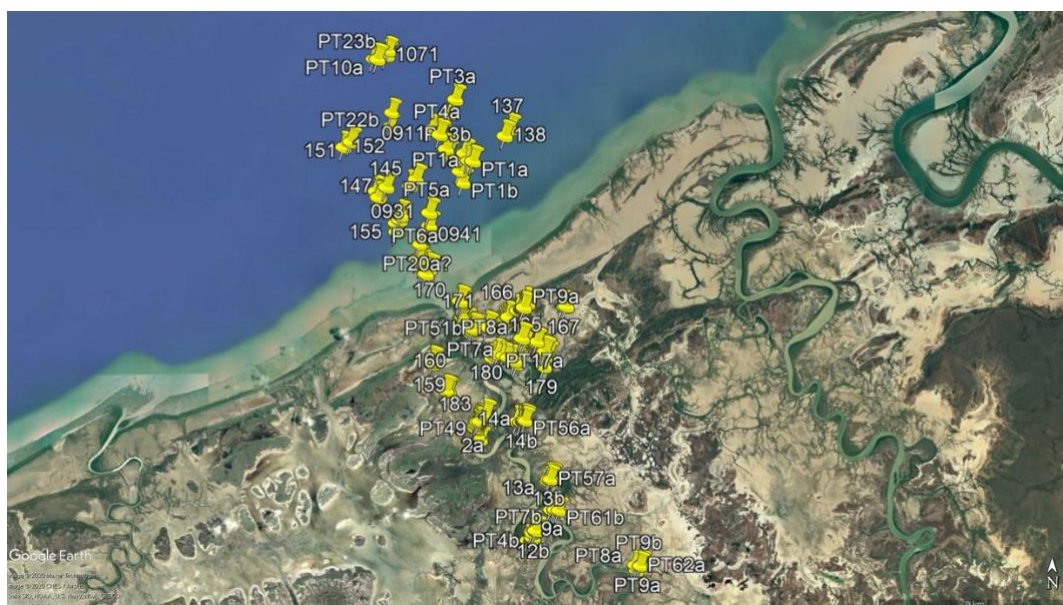 PT23b
1071
PT10a
PT3a
137
PT4a
PT22b
0911
138
151
152
PT1a
PT1a
145
147
PT5a
PT1b
0931
155
PT6a
0941
PT20a?
170
166
PT9a
171
PT51b
PT8a
167
160
PT7a
PT17a
180
179
159
183
14a
PT49
PT56a
2a
14b
PT57a
13a
13b
PT7b
PT61b
9a
PT4b
12b
PT9b
PT8a
PT62a
PT9a
Google Earth
N